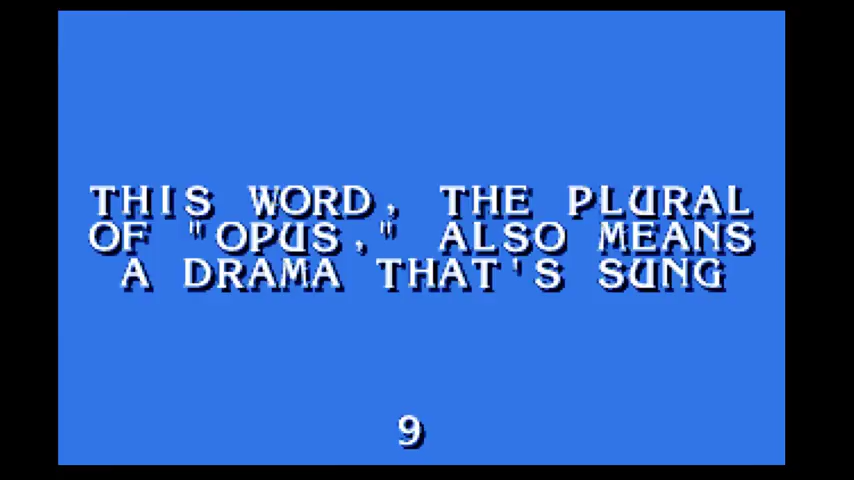 THIS WORD, THE PLURAL
OF "OPUS," ALSO MEANS
A DRAMA THAT'S SUNG
9